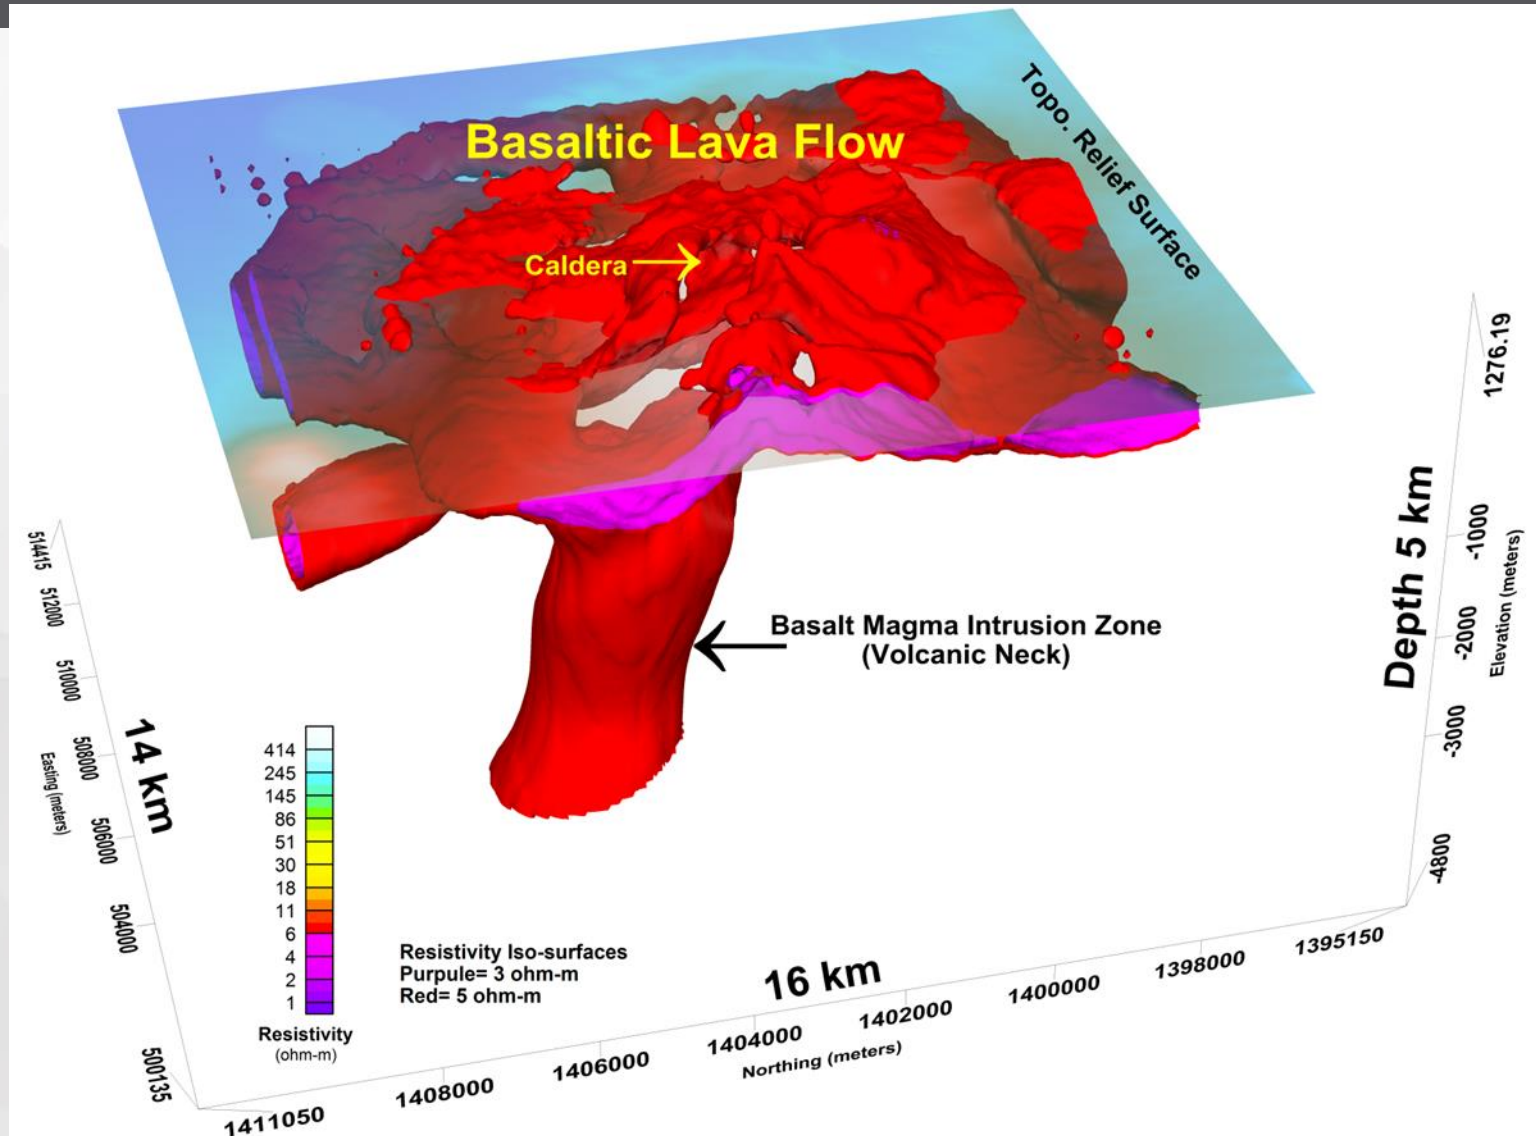 Topo. Relief Surface
Basaltic Lava Flow
Caldera
Basalt Magma Intrusion Zone
(Volcanic Neck)
1276.19
-1000
-2000
-3000
-4800
Elevation (meters)
Depth 5 km
514415
512000
510000
508000
506000
504000
500135
Easting (meters)
14 km
414
245
145
86
51
30
18
11
6
4
2
1
Resistivity
(ohm-m)
Resistivity Iso-surfaces
Purpule= 3 ohm-m
Red= 5 ohm-m
16 km
1411050
1408000
1406000
1404000
1402000
1400000
1398000
1395150
Northing (meters)